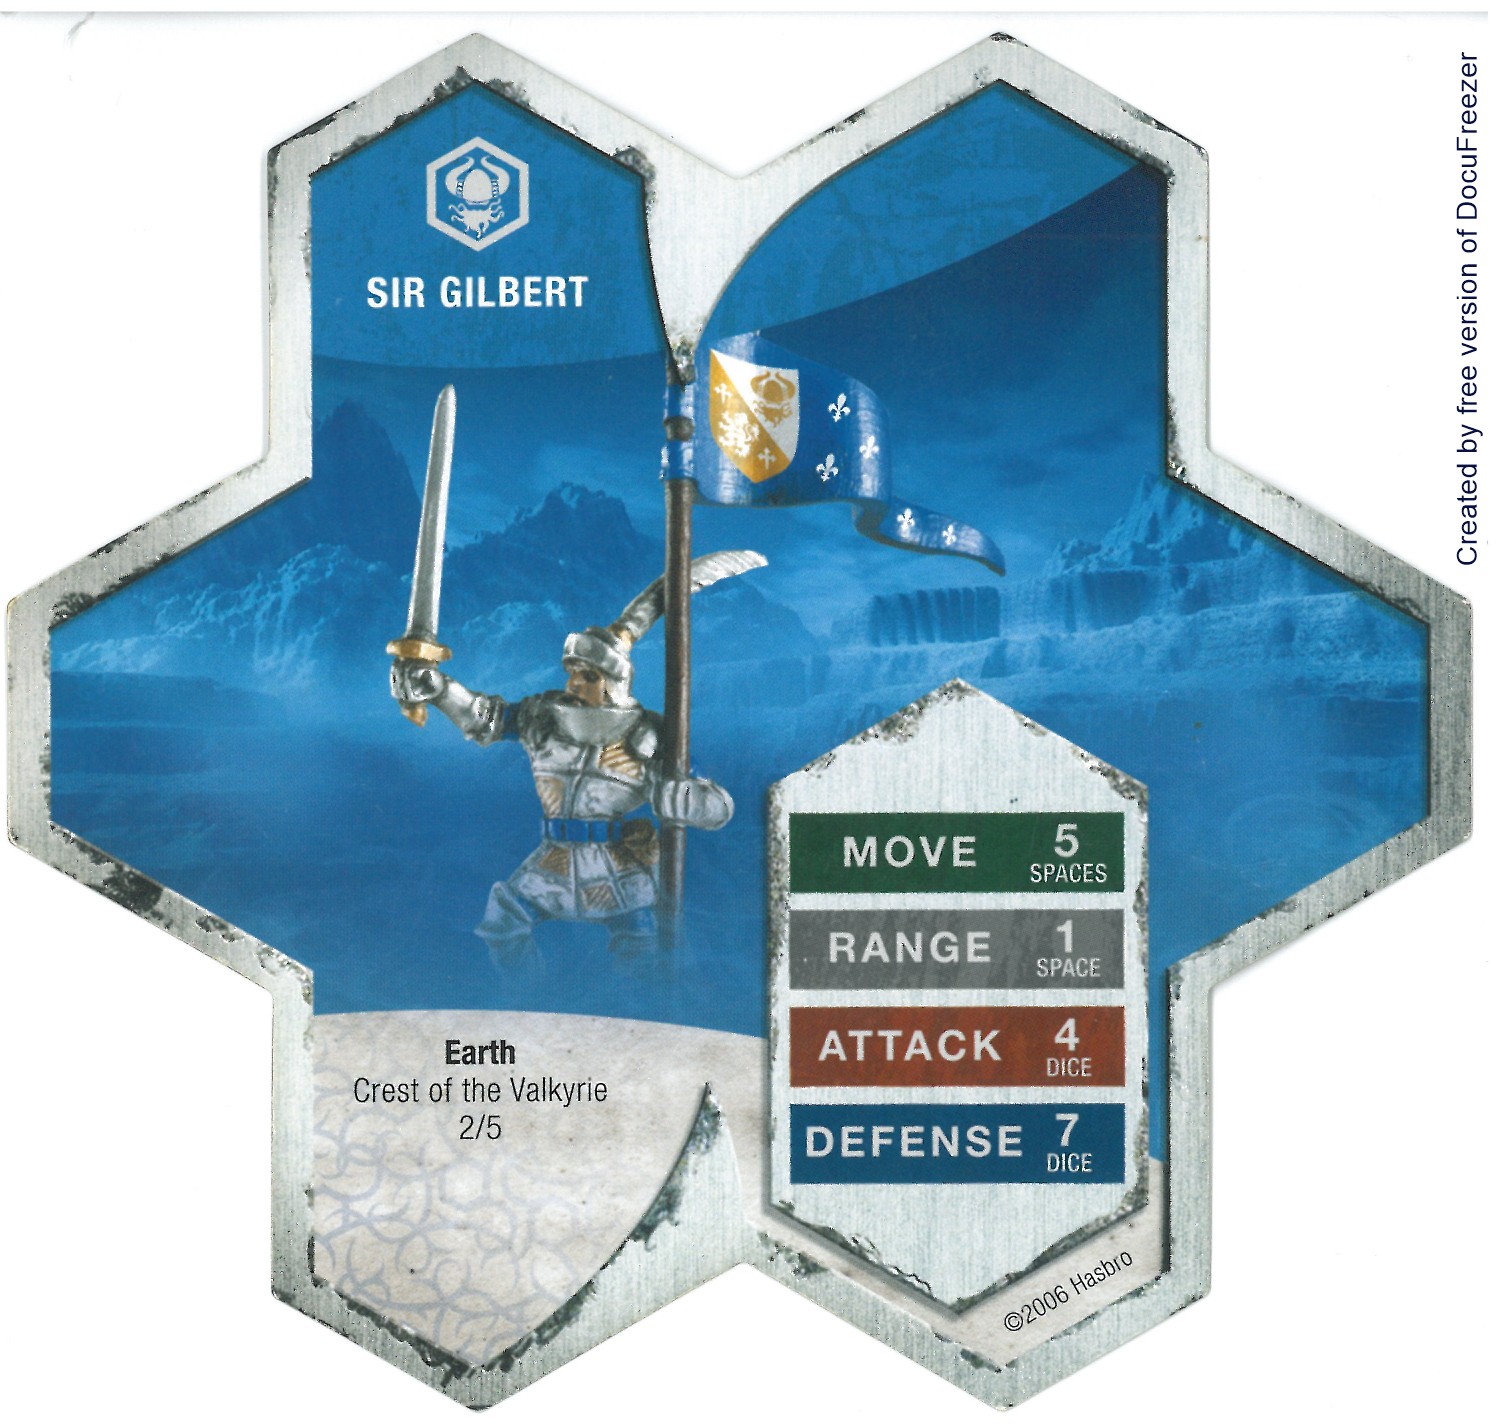 SIR GILBERT
MOVE 5
SPACES
RANGE 1
SPACE
ATTACK 4
DICE
DEFENSE 7
DICE
Earth
Crest of the Valkyrie
2/5
©2006 Hasbro
Created by free version of DocuFreezer